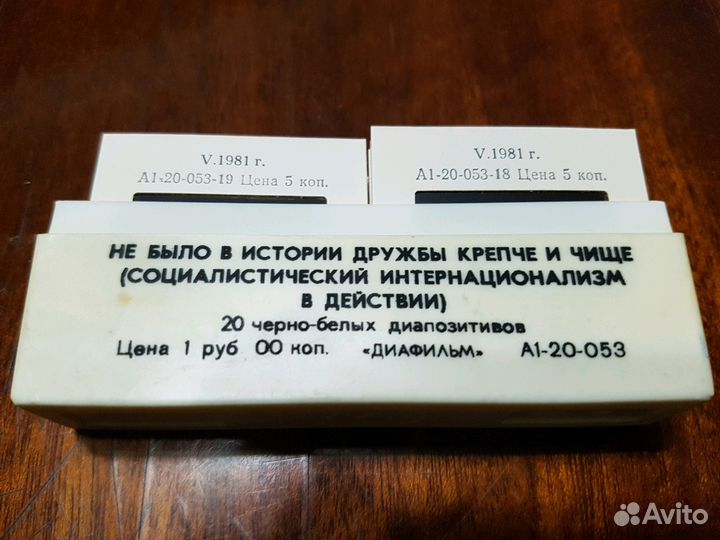 V.1981 г.
А1-20-053-19 Цена 5 коп.
V.1981 г.
А1-20-053-18 Цена 5 коп.
НЕ БЫЛО В ИСТОРИИ ДРУЖБЫ КРЕПЧЕ И ЧИЩЕ
(СОЦИАЛИСТИЧЕСКИЙ ИНТЕРНАЦИОНАЛИЗМ
В ДЕЙСТВИИ)
20 черно-белых диапозитивов
Цена 1 руб 00 коп. «ДИАФИЛЬМ» А1-20-053
Avito